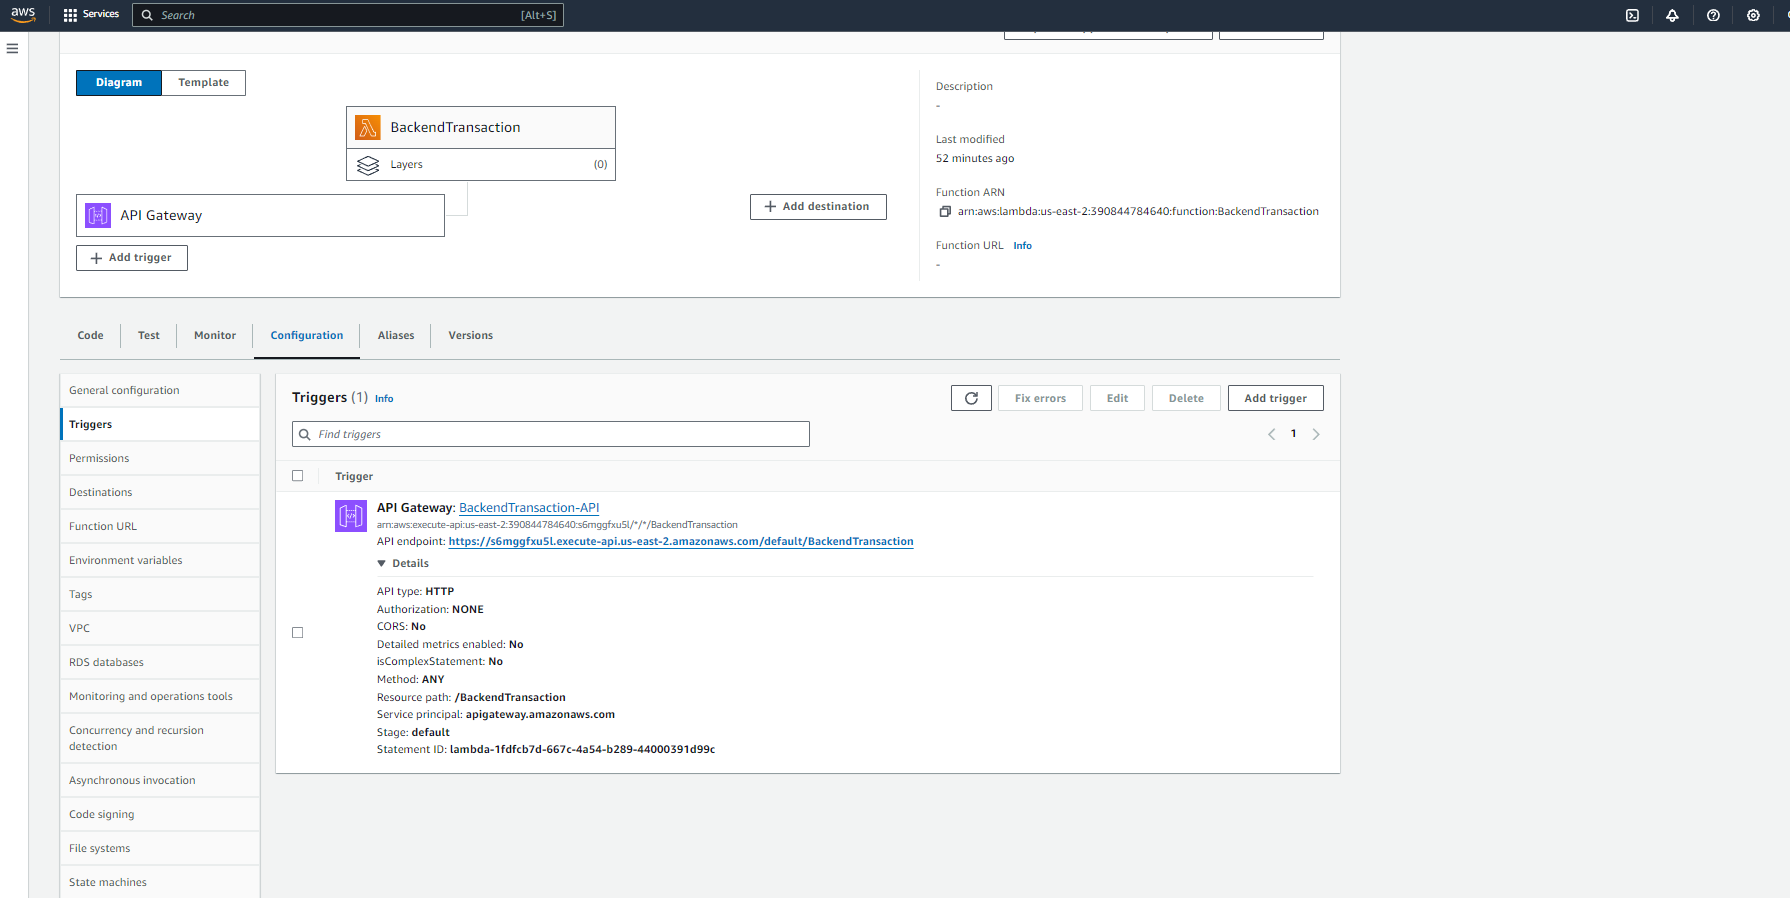 aws
Services
Search
[Alt+S]
Diagram
Template
BackendTransaction
Layers
(0)
API Gateway
Add trigger
Add destination
Description
-
Last modified
52 minutes ago
Function ARN
arn:aws:lambda:us-east-2:390844784640:function:BackendTransaction
Function URL Info
-
Code
Test
Monitor
Configuration
Aliases
Versions
General configuration
Triggers
Permissions
Destinations
Function URL
Environment variables
Tags
VPC
RDS databases
Monitoring and operations tools
Concurrency and recursion
detection
Asynchronous invocation
Code signing
File systems
State machines
Triggers (1) Info
Fix errors
Edit
Delete
Add trigger
Find triggers
1
Trigger
API Gateway: BackendTransaction-API
arn:aws:execute-api:us-east-2:390844784640:s6mggfxu5l/*/*/BackendTransaction
API endpoint: https://s6mggfxu5l.execute-api.us-east-2.amazonaws.com/default/BackendTransaction
Details
API type: HTTP
Authorization: NONE
CORS: No
Detailed metrics enabled: No
isComplexStatement: No
Method: ANY
Resource path: /BackendTransaction
Service principal: apigateway.amazonaws.com
Stage: default
Statement ID: lambda-1fdfcb7d-667c-4a54-b289-44000391d99c